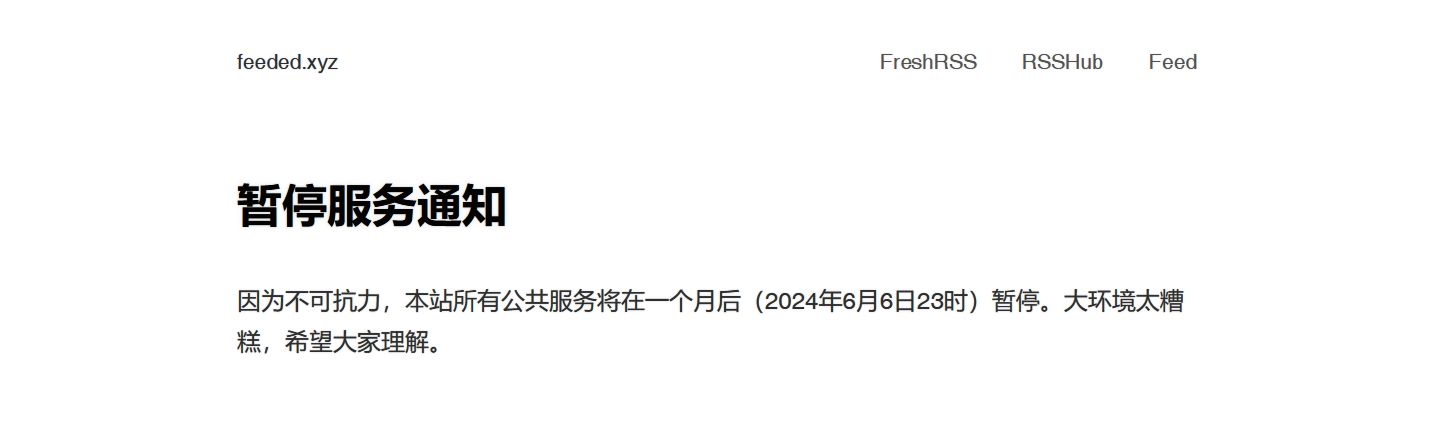 feeded.xyz
FreshRSS RSSHub Feed
暂停服务通知
因为不可抗力，本站所有公共服务将在一个月后（2024年6月6日23时）暂停。大环境太糟
糕，希望大家理解。